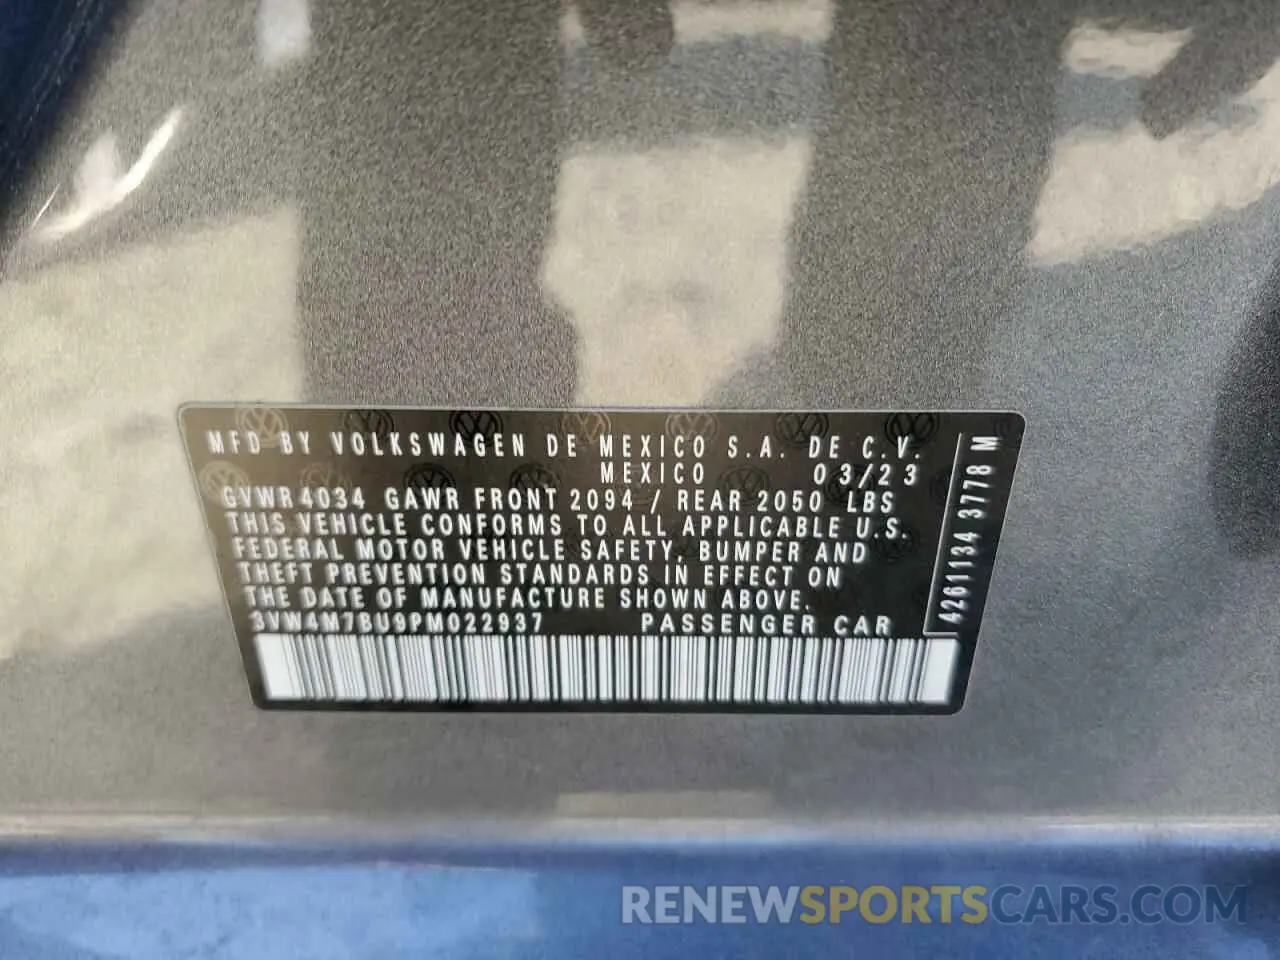 MFD BY VOLKSWAGEN DE MEXICO S.A. DE C.V.
MEXICO 03/23
GVWR 4034 GAWR FRONT 2094 / REAR 2050 LBS
THIS VEHICLE CONFORMS TO ALL APPLICABLE U.S.
FEDERAL MOTOR VEHICLE SAFETY, BUMPER AND
THEFT PREVENTION STANDARDS IN EFFECT ON
THE DATE OF MANUFACTURE SHOWN ABOVE.
3VW4M7BU9PM022937 PASSENGER CAR
4261134 3778 M
RENEWSPORTSCARS.COM